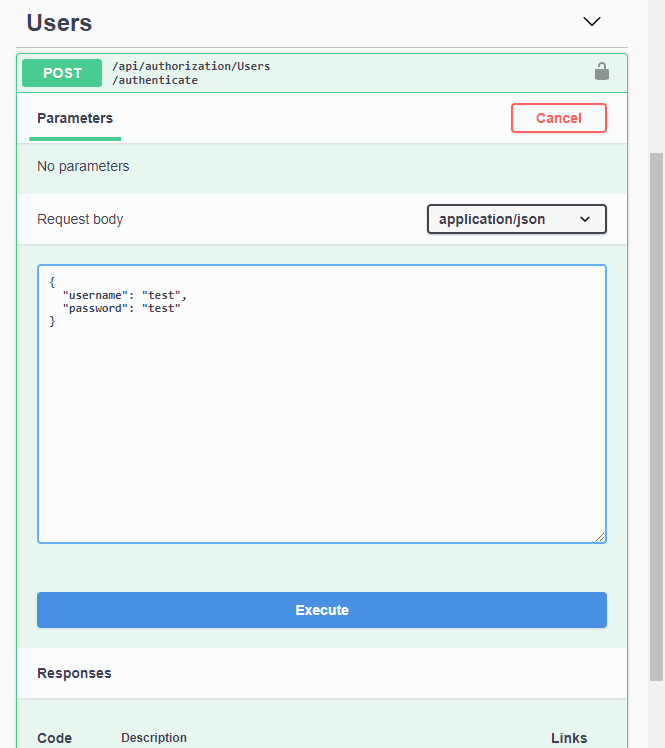 Users
POST
/api/authorization/Users
/authenticate
Parameters
Cancel
No parameters
Request body
application/json
{
  "username": "test",
  "password": "test"
}
Execute
Responses
Code Description Links